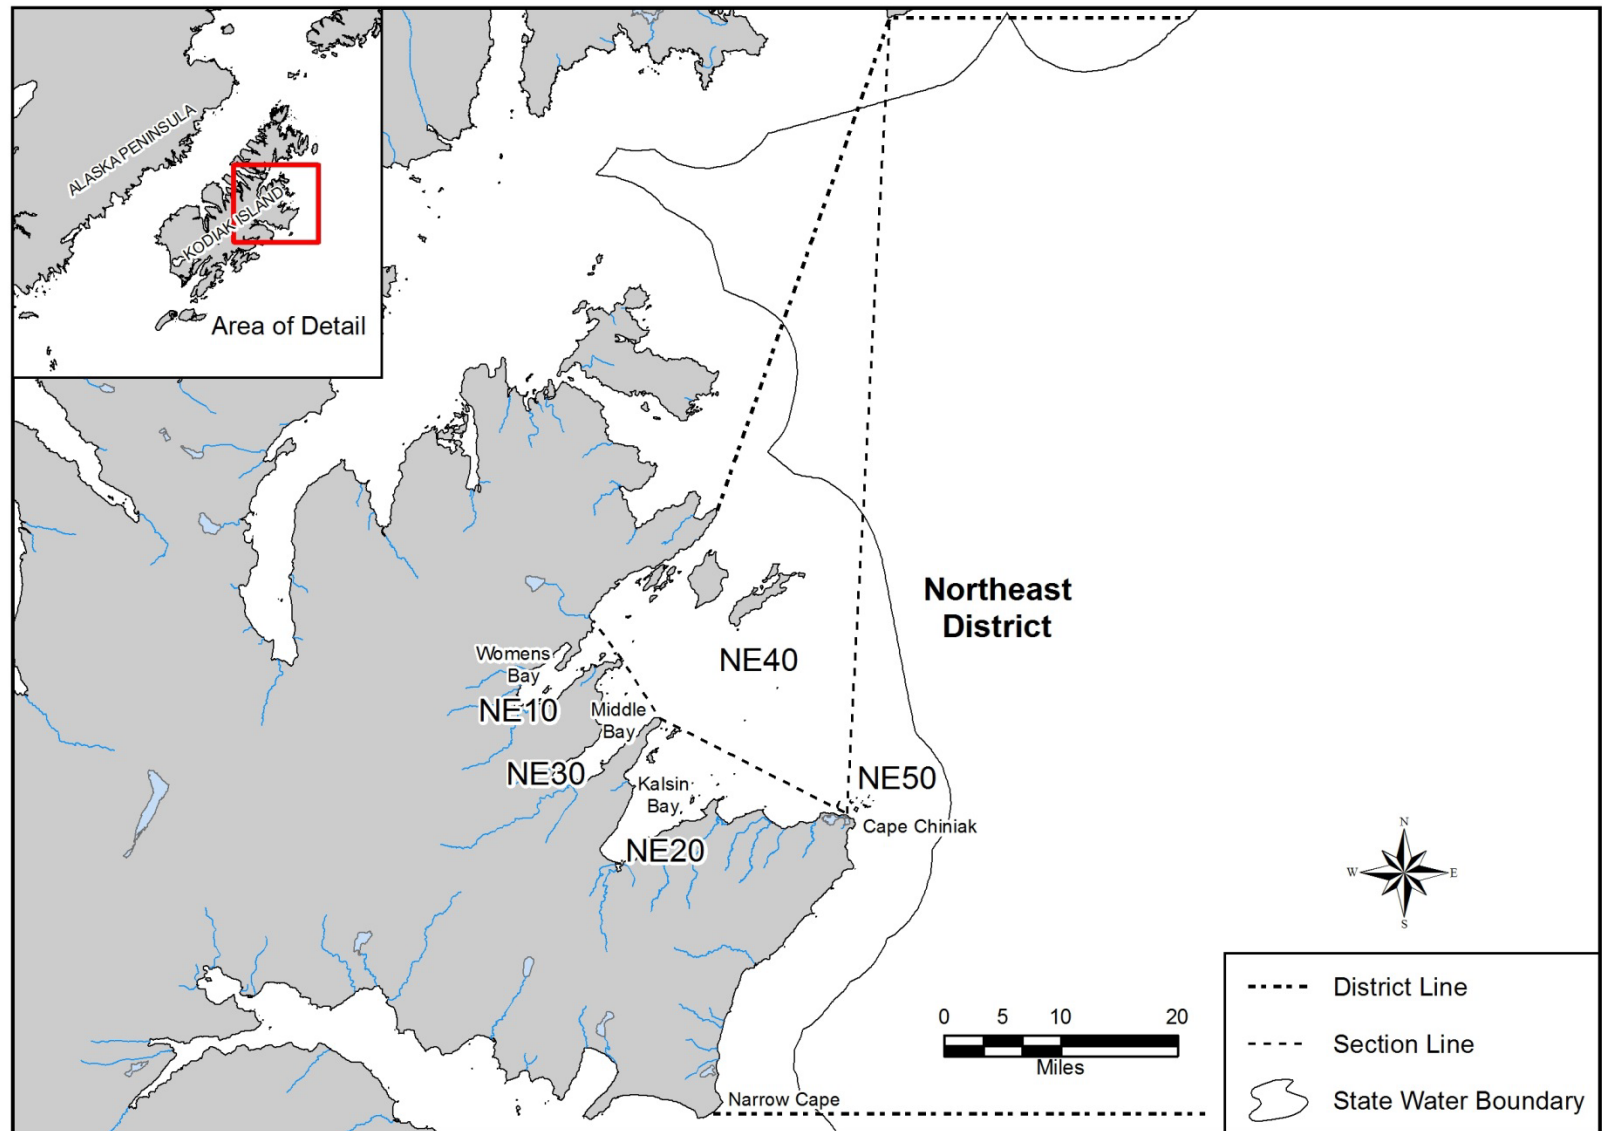 ALASKA PENINSULA
KODIAK ISLAND
Area of Detail
Northeast
District
Womens
Bay
NE40
NE10
Middle
Bay
NE30
NE50
Kalsin
Bay
Cape Chiniak
NE20
N
W
E
S
0 5 10 20
Miles
Narrow Cape
District Line
Section Line
State Water Boundary